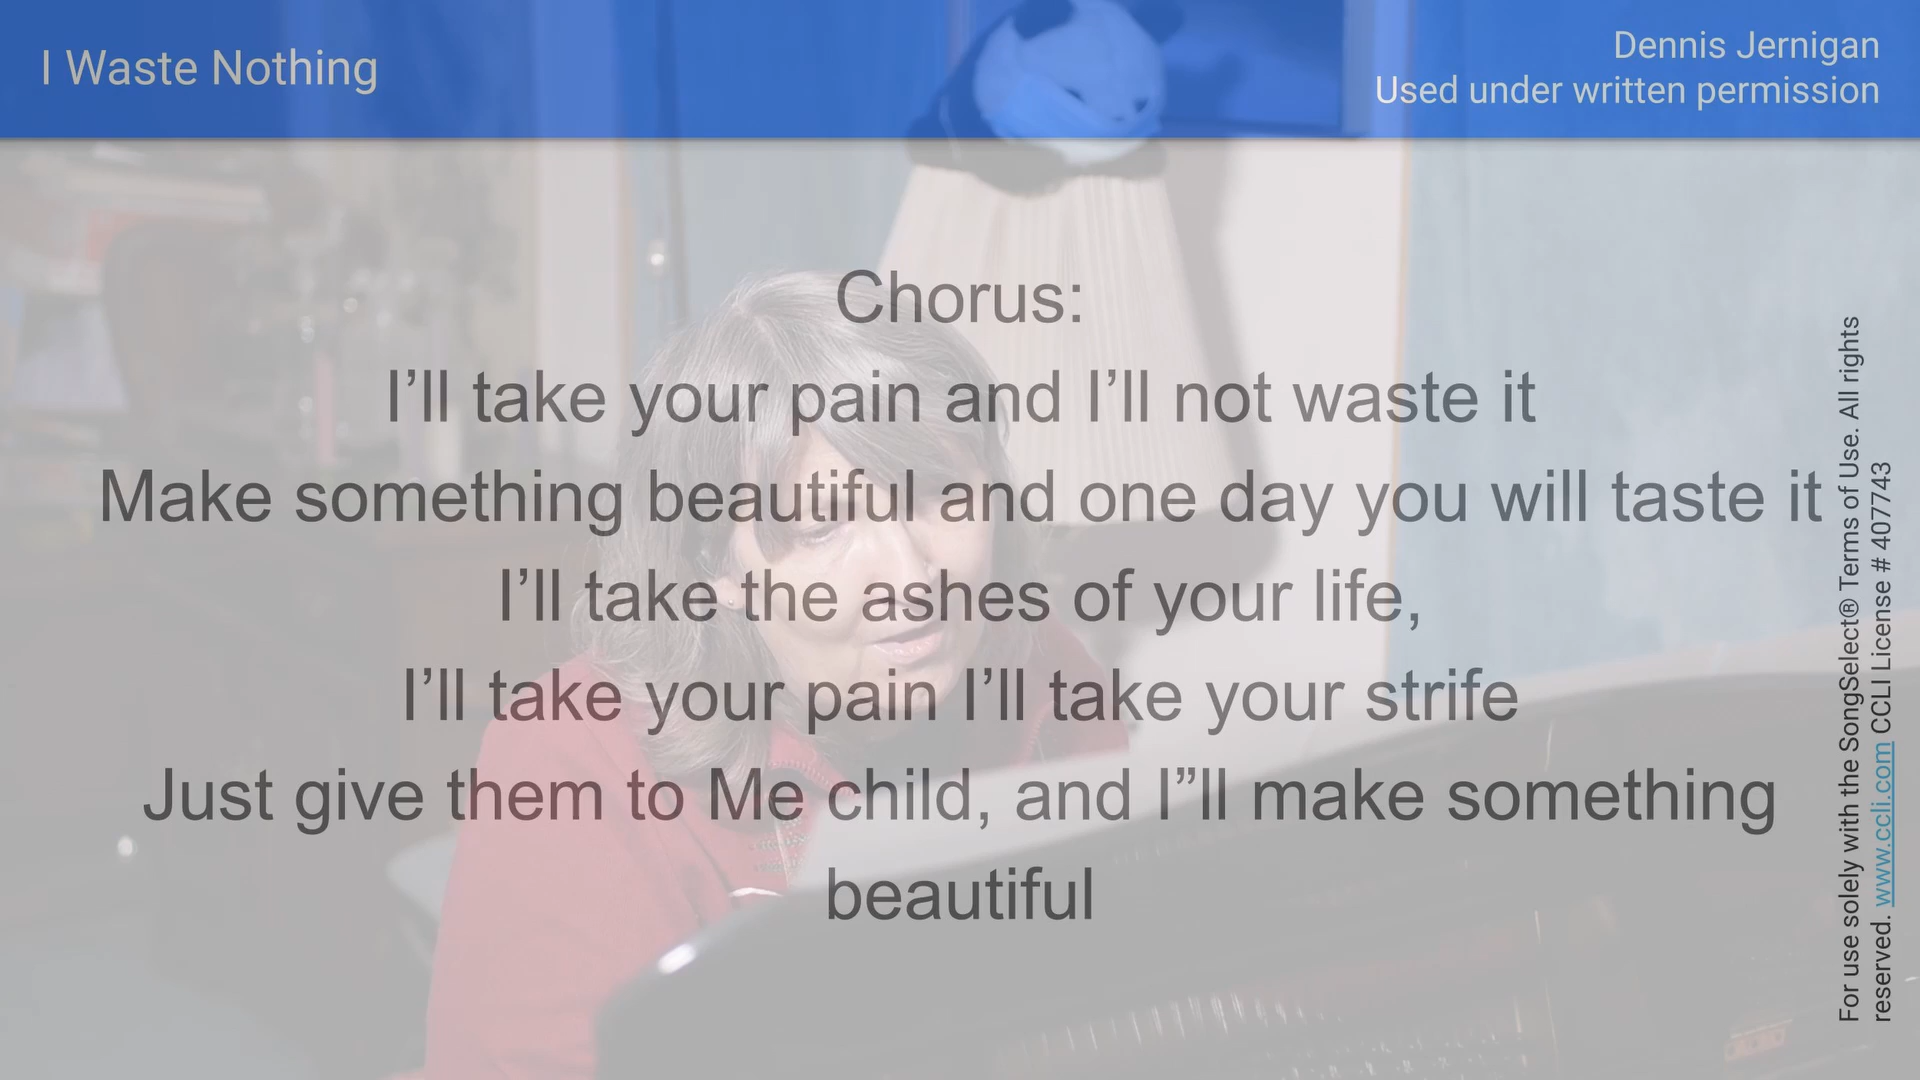 I Waste Nothing
Dennis Jernigan
Used under written permission
Chorus:
I’ll take your pain and I’ll not waste it
Make something beautiful and one day you will taste it
I’ll take the ashes of your life,
I’ll take your pain I’ll take your strife
Just give them to Me child, and I”ll make something
beautiful
For use solely with the SongSelect® Terms of Use. All rights
reserved. www.ccli.com CCLI License # 407743